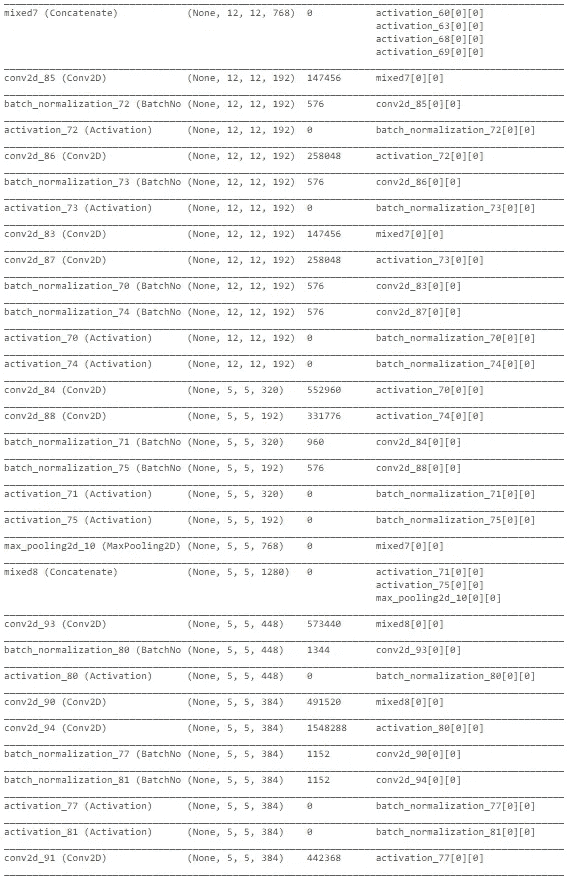 mixed7 (Concatenate) (None, 12, 12, 768) 0 activation_60[0][0]
activation_63[0][0]
activation_68[0][0]
activation_69[0][0]
conv2d_85 (Conv2D) (None, 12, 12, 192) 147456 mixed7[0][0]
batch_normalization_72 (BatchNo (None, 12, 12, 192) 576 conv2d_85[0][0]
activation_72 (Activation) (None, 12, 12, 192) 0 batch_normalization_72[0][0]
conv2d_86 (Conv2D) (None, 12, 12, 192) 258048 activation_72[0][0]
batch_normalization_73 (BatchNo (None, 12, 12, 192) 576 conv2d_86[0][0]
activation_73 (Activation) (None, 12, 12, 192) 0 batch_normalization_73[0][0]
conv2d_83 (Conv2D) (None, 12, 12, 192) 147456 mixed7[0][0]
conv2d_87 (Conv2D) (None, 12, 12, 192) 258048 activation_73[0][0]
batch_normalization_70 (BatchNo (None, 12, 12, 192) 576 conv2d_83[0][0]
batch_normalization_74 (BatchNo (None, 12, 12, 192) 576 conv2d_87[0][0]
activation_70 (Activation) (None, 12, 12, 192) 0 batch_normalization_70[0][0]
activation_74 (Activation) (None, 12, 12, 192) 0 batch_normalization_74[0][0]
conv2d_84 (Conv2D) (None, 5, 5, 320) 552960 activation_70[0][0]
conv2d_88 (Conv2D) (None, 5, 5, 192) 331776 activation_74[0][0]
batch_normalization_71 (BatchNo (None, 5, 5, 320) 960 conv2d_84[0][0]
batch_normalization_75 (BatchNo (None, 5, 5, 192) 576 conv2d_88[0][0]
activation_71 (Activation) (None, 5, 5, 320) 0 batch_normalization_71[0][0]
activation_75 (Activation) (None, 5, 5, 192) 0 batch_normalization_75[0][0]
max_pooling2d_10 (MaxPooling2D) (None, 5, 5, 768) 0 mixed7[0][0]
mixed8 (Concatenate) (None, 5, 5, 1280) 0 activation_71[0][0]
activation_75[0][0]
max_pooling2d_10[0][0]
conv2d_93 (Conv2D) (None, 5, 5, 448) 573440 mixed8[0][0]
batch_normalization_80 (BatchNo (None, 5, 5, 448) 1344 conv2d_93[0][0]
activation_80 (Activation) (None, 5, 5, 448) 0 batch_normalization_80[0][0]
conv2d_90 (Conv2D) (None, 5, 5, 384) 491520 mixed8[0][0]
conv2d_94 (Conv2D) (None, 5, 5, 384) 1548288 activation_80[0][0]
batch_normalization_77 (BatchNo (None, 5, 5, 384) 1152 conv2d_90[0][0]
batch_normalization_81 (BatchNo (None, 5, 5, 384) 1152 conv2d_94[0][0]
activation_77 (Activation) (None, 5, 5, 384) 0 batch_normalization_77[0][0]
activation_81 (Activation) (None, 5, 5, 384) 0 batch_normalization_81[0][0]
conv2d_91 (Conv2D) (None, 5, 5, 384) 442368 activation_77[0][0]